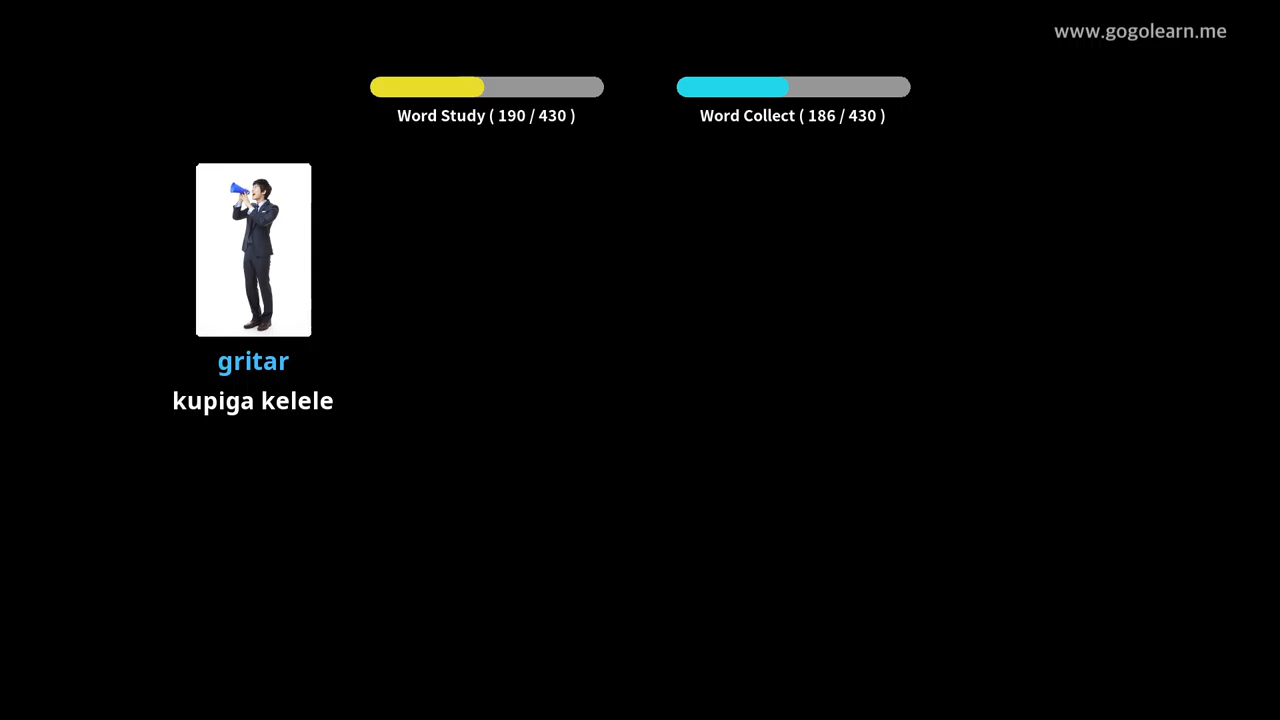 www.gogolearn.me
Word Study ( 190 / 430 )
Word Collect ( 186 / 430 )
gritar
kupiga kelele